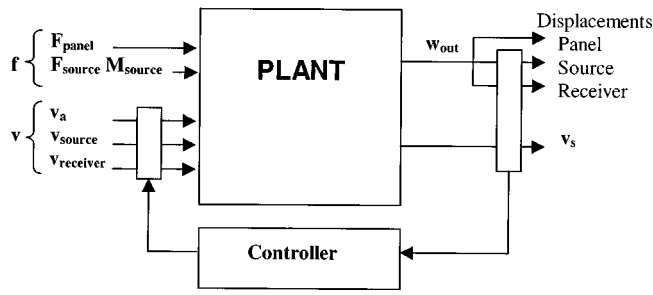 Displacements
f { F_panel
w_out
Panel
F_source M_source
PLANT
Source
Receiver
v { v_a
v_source
v_s
v_receiver
Controller